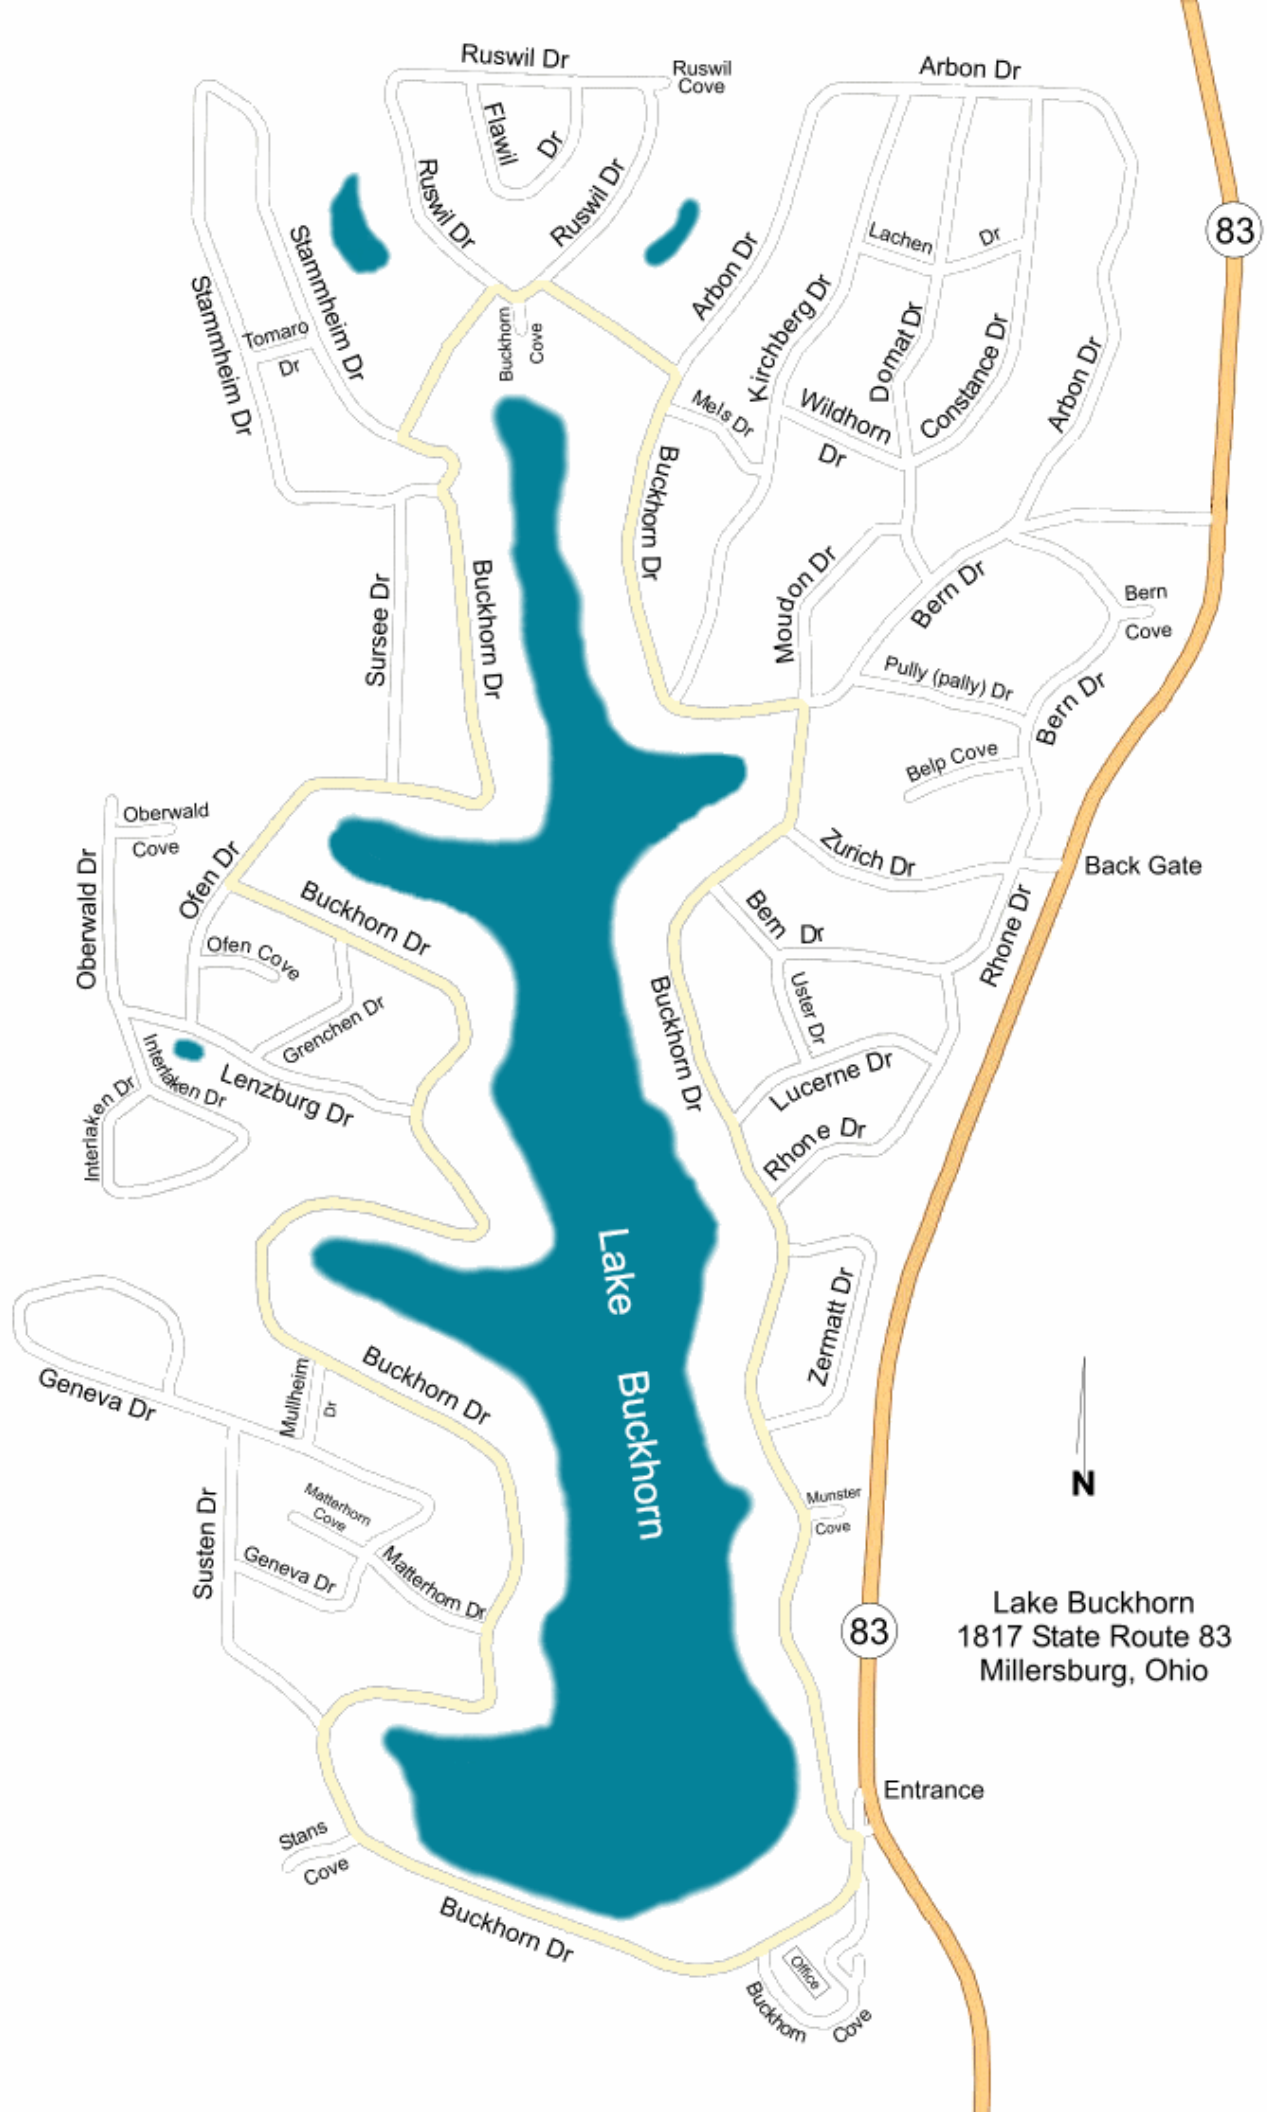 Ruswil Dr
Ruswil
Cove
Arbon Dr
Flawil
Dr
Ruswil Dr
Ruswil Dr
83
Lachen
Dr
Stammheim Dr
Stammheim Dr
Arbon Dr
Kirchberg Dr
Domat Dr
Constance Dr
Arbon Dr
Tomaro
Dr
Buckhorn
Cove
Mels Dr
Wildhorn
Dr
Buckhorn Dr
Moudon Dr
Bern Dr
Bern
Cove
Sursee Dr
Buckhorn Dr
Pully (pally) Dr
Bern Dr
Belp Cove
Oberwald
Cove
Zurich Dr
Back Gate
Oberwald Dr
Ofen Dr
Buckhorn Dr
Bern Dr
Rhone Dr
Ofen Cove
Uster Dr
Grenchen Dr
Buckhorn Dr
Interlaken Dr
Interlaken Dr
Lenzburg Dr
Lucerne Dr
Rhone Dr
Lake
Buckhorn
Zermatt Dr
Geneva Dr
Mullheim
Dr
Buckhorn Dr
N
Matterhorn
Cove
Munster
Cove
Susten Dr
Geneva Dr
Matterhorn Dr
83
Lake Buckhorn
1817 State Route 83
Millersburg, Ohio
Entrance
Stans
Cove
Buckhorn Dr
Office
Buckhorn
Cove